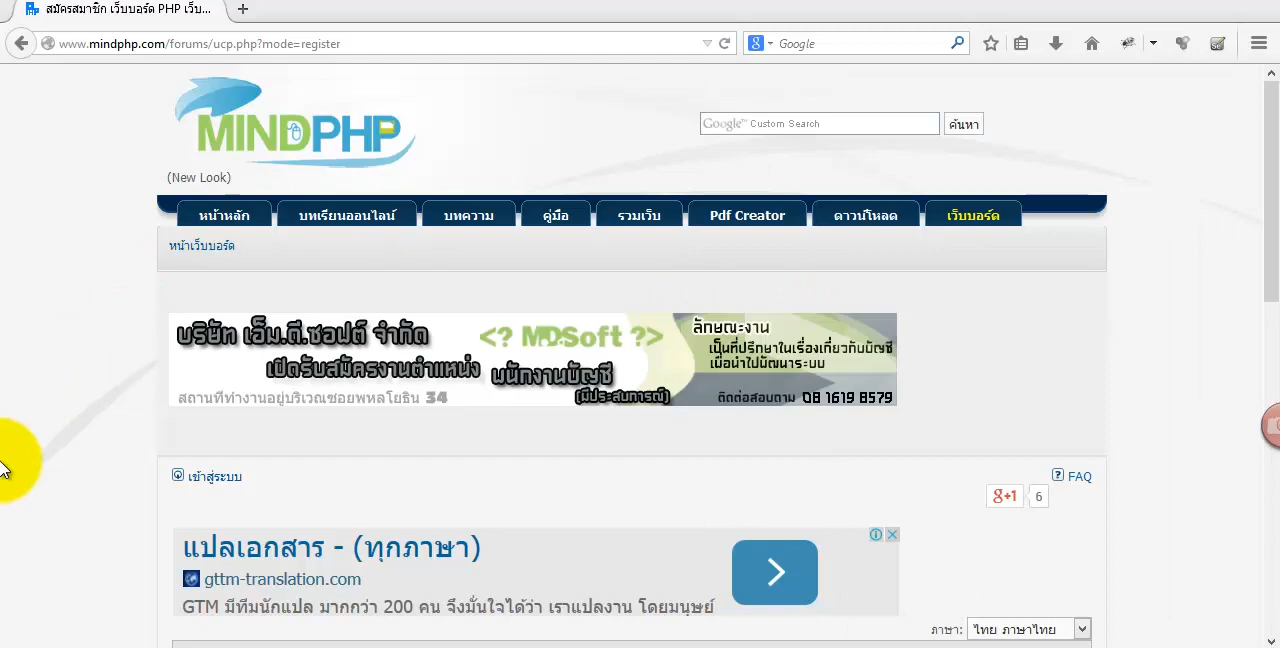 สมัครสมาชิก เว็บบอร์ด PHP เว็บ...
www.mindphp.com/forums/ucp.php?mode=register
Google
MINDPHP
Google™ Custom Search
ค้นหา
(New Look)
หน้าหลัก บทเรียนออนไลน์ บทความ คู่มือ รวมเว็บ Pdf Creator ดาวน์โหลด เว็บบอร์ด
หน้าเว็บบอร์ด
บริษัท เอ็ม.ดี.ซอฟต์ จำกัด
<? MDSoft ?>
ลักษณะงาน
เปิดรับสมัครงานตำแหน่ง
พนักงานบัญชี
เป็นที่ปรึกษาในเรื่องเกี่ยวกับบัญชี
เพื่อนำไปพัฒนาระบบ
สถานที่ทำงานอยู่บริเวณซอยพหลโยธิน 34
(มีประสบการณ์)
ติดต่อสอบถาม 08 1619 8579
เข้าสู่ระบบ
FAQ
g+1 6
แปลเอกสาร - (ทุกภาษา)
gttm-translation.com
GTM มีทีมนักแปล มากกว่า 200 คน จึงมั่นใจได้ว่า เราแปลงาน โดยมนุษย์
ภาษา: ไทย ภาษาไทย